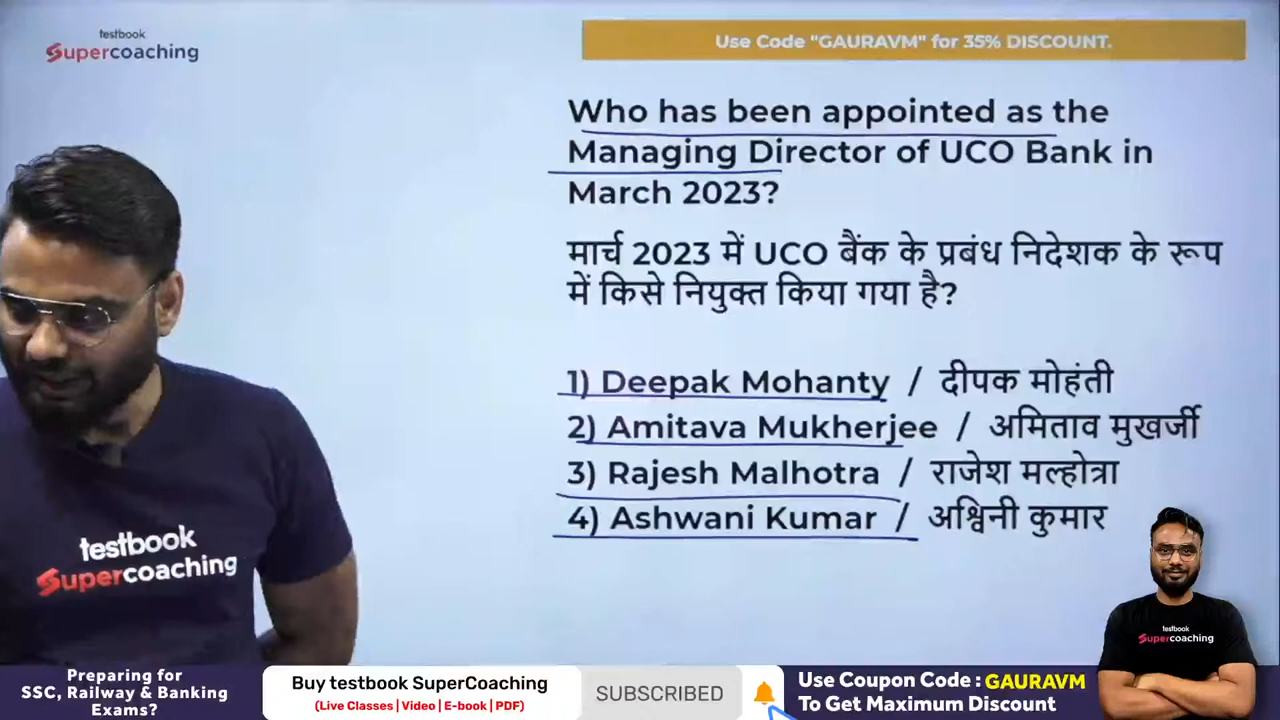 testbook
Supercoaching
Use Code "GAURAVM" for 35% DISCOUNT.
Who has been appointed as the
Managing Director of UCO Bank in
March 2023?
मार्च 2023 में UCO बैंक के प्रबंध निदेशक के रूप
में किसे नियुक्त किया गया है?
1) Deepak Mohanty / दीपक मोहंती
2) Amitava Mukherjee / अमिताव मुखर्जी
3) Rajesh Malhotra / राजेश मल्होत्रा
4) Ashwani Kumar / अश्विनी कुमार
testbook
Supercoaching
testbook
Supercoaching
Preparing for
SSC, Railway & Banking
Exams?
Buy testbook SuperCoaching
(Live Classes | Video | E-book | PDF)
SUBSCRIBED
Use Coupon Code : GAURAVM
To Get Maximum Discount